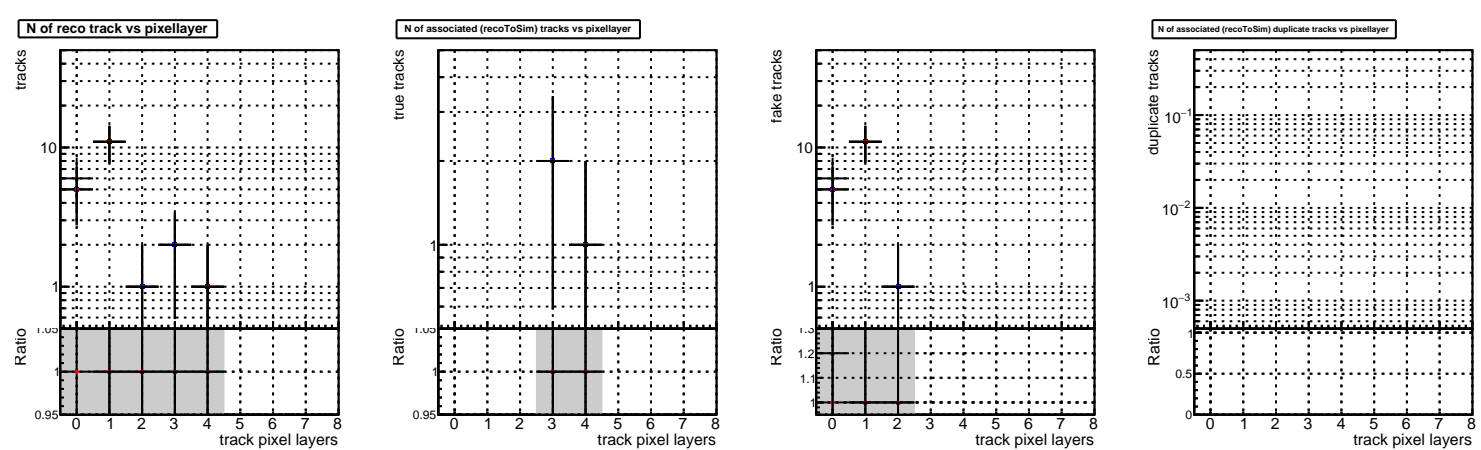 N of reco track vs pixellayer
tracks
10
1
Ratio
1.05
1
0.95
0 1 2 3 4 5 6 7 8
track pixel layers
N of associated (recoToSim) tracks vs pixellayer
true tracks
1
Ratio
1.05
1
0.95
0 1 2 3 4 5 6 7 8
track pixel layers
fake tracks
10
1
Ratio
1.3
1.2
1.1
1
0 1 2 3 4 5 6 7 8
track pixel layers
N of associated (recoToSim) duplicate tracks vs pixellayer
duplicate tracks
10⁻¹
10⁻²
10⁻³
Ratio
1
0.5
0
0 1 2 3 4 5 6 7 8
track pixel layers